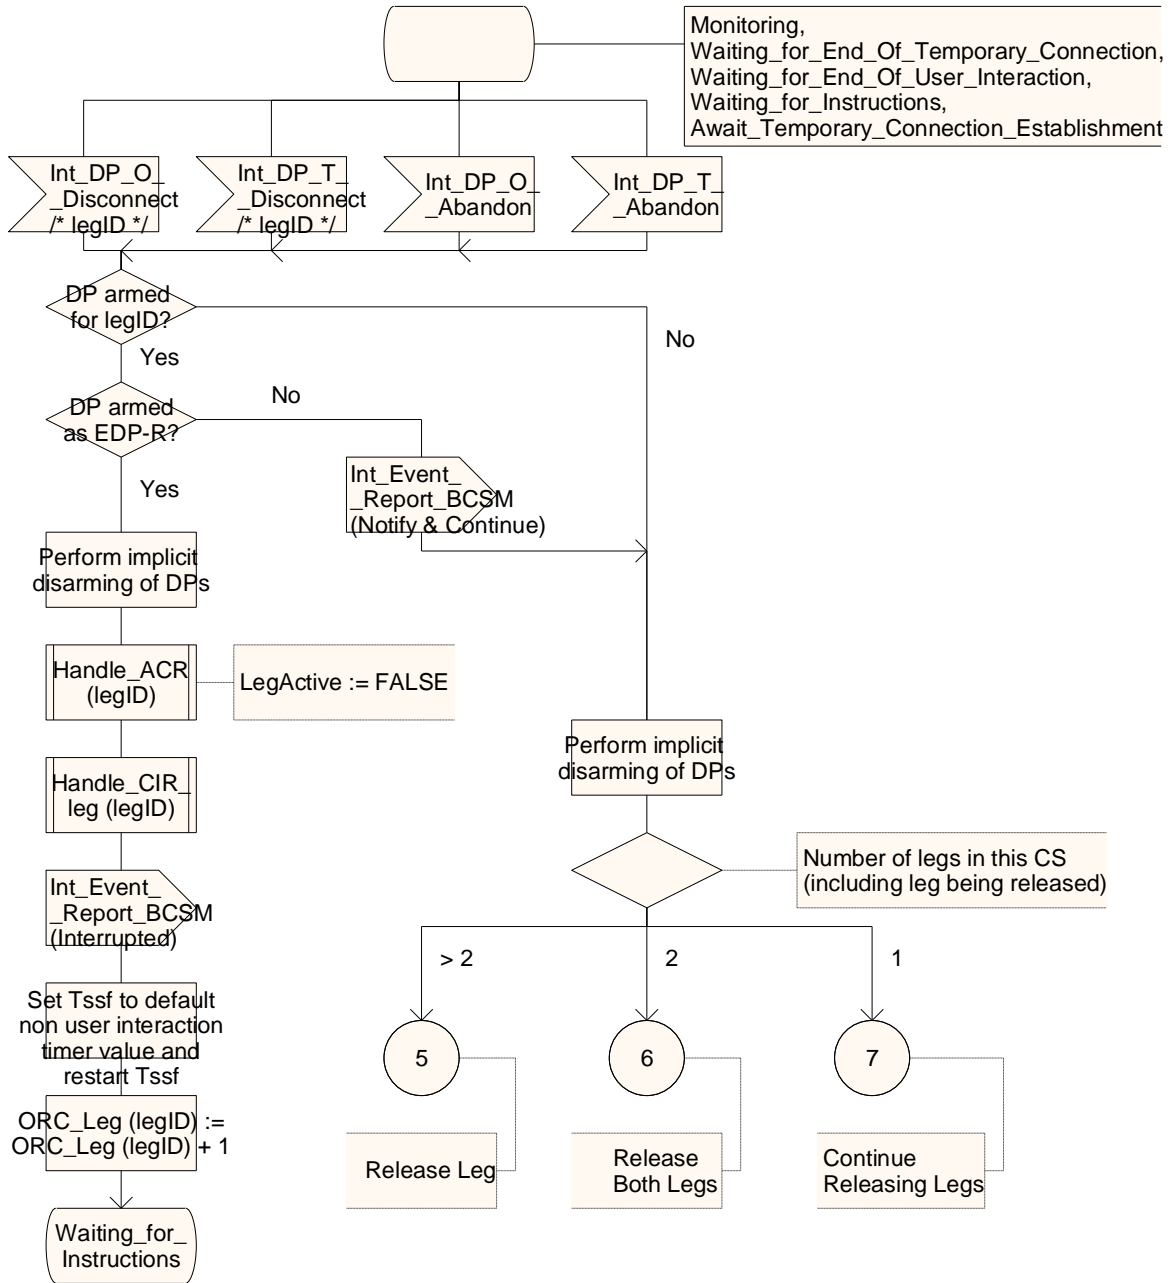 Monitoring,
Waiting_for_End_Of_Temporary_Connection,
Waiting_for_End_Of_User_Interaction,
Waiting_for_Instructions,
Await_Temporary_Connection_Establishment
Int_DP_O_
_Disconnect
/* legID */
Int_DP_T_
_Disconnect
/* legID */
Int_DP_O_
_Abandon
Int_DP_T_
_Abandon
DP armed
for legID?
No
Yes
DP armed
as EDP-R?
No
Yes
Int_Event_
_Report_BCSM
(Notify & Continue)
Perform implicit
disarming of DPs
Handle_ACR
(legID)
LegActive := FALSE
Perform implicit
disarming of DPs
Handle_CIR_
leg (legID)
Number of legs in this CS
(including leg being released)
Int_Event_
_Report_BCSM
(Interrupted)
> 2
2
1
Set Tssf to default
non user interaction
timer value and
restart Tssf
5
6
7
ORC_Leg (legID) :=
ORC_Leg (legID) + 1
Release Leg
Release
Both Legs
Continue
Releasing Legs
Waiting_for_
Instructions